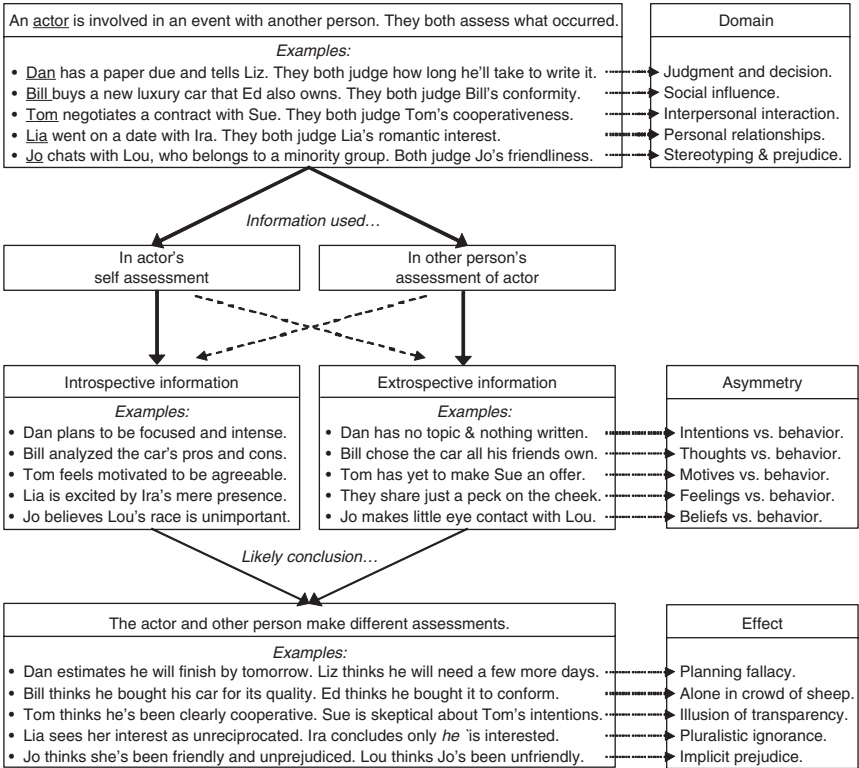 An actor is involved in an event with another person. They both assess what occurred.
Examples:
• Dan has a paper due and tells Liz. They both judge how long he'll take to write it.
• Bill buys a new luxury car that Ed also owns. They both judge Bill's conformity.
• Tom negotiates a contract with Sue. They both judge Tom's cooperativeness.
• Lia went on a date with Ira. They both judge Lia's romantic interest.
• Jo chats with Lou, who belongs to a minority group. Both judge Jo's friendliness.
Domain
Judgment and decision.
Social influence.
Interpersonal interaction.
Personal relationships.
Stereotyping & prejudice.
Information used…
In actor's
self assessment
In other person's
assessment of actor
Introspective information
Examples:
• Dan plans to be focused and intense.
• Bill analyzed the car's pros and cons.
• Tom feels motivated to be agreeable.
• Lia is excited by Ira's mere presence.
• Jo believes Lou's race is unimportant.
Extrospective information
Examples:
• Dan has no topic & nothing written.
• Bill chose the car all his friends own.
• Tom has yet to make Sue an offer.
• They share just a peck on the cheek.
• Jo makes little eye contact with Lou.
Asymmetry
Intentions vs. behavior.
Thoughts vs. behavior.
Motives vs. behavior.
Feelings vs. behavior.
Beliefs vs. behavior.
Likely conclusion…
The actor and other person make different assessments.
Examples:
• Dan estimates he will finish by tomorrow. Liz thinks he will need a few more days.
• Bill thinks he bought his car for its quality. Ed thinks he bought it to conform.
• Tom thinks he's been clearly cooperative. Sue is skeptical about Tom's intentions.
• Lia sees her interest as unreciprocated. Ira concludes only he `is interested.
• Jo thinks she's been friendly and unprejudiced. Lou thinks Jo's been unfriendly.
Effect
Planning fallacy.
Alone in crowd of sheep.
Illusion of transparency.
Pluralistic ignorance.
Implicit prejudice.